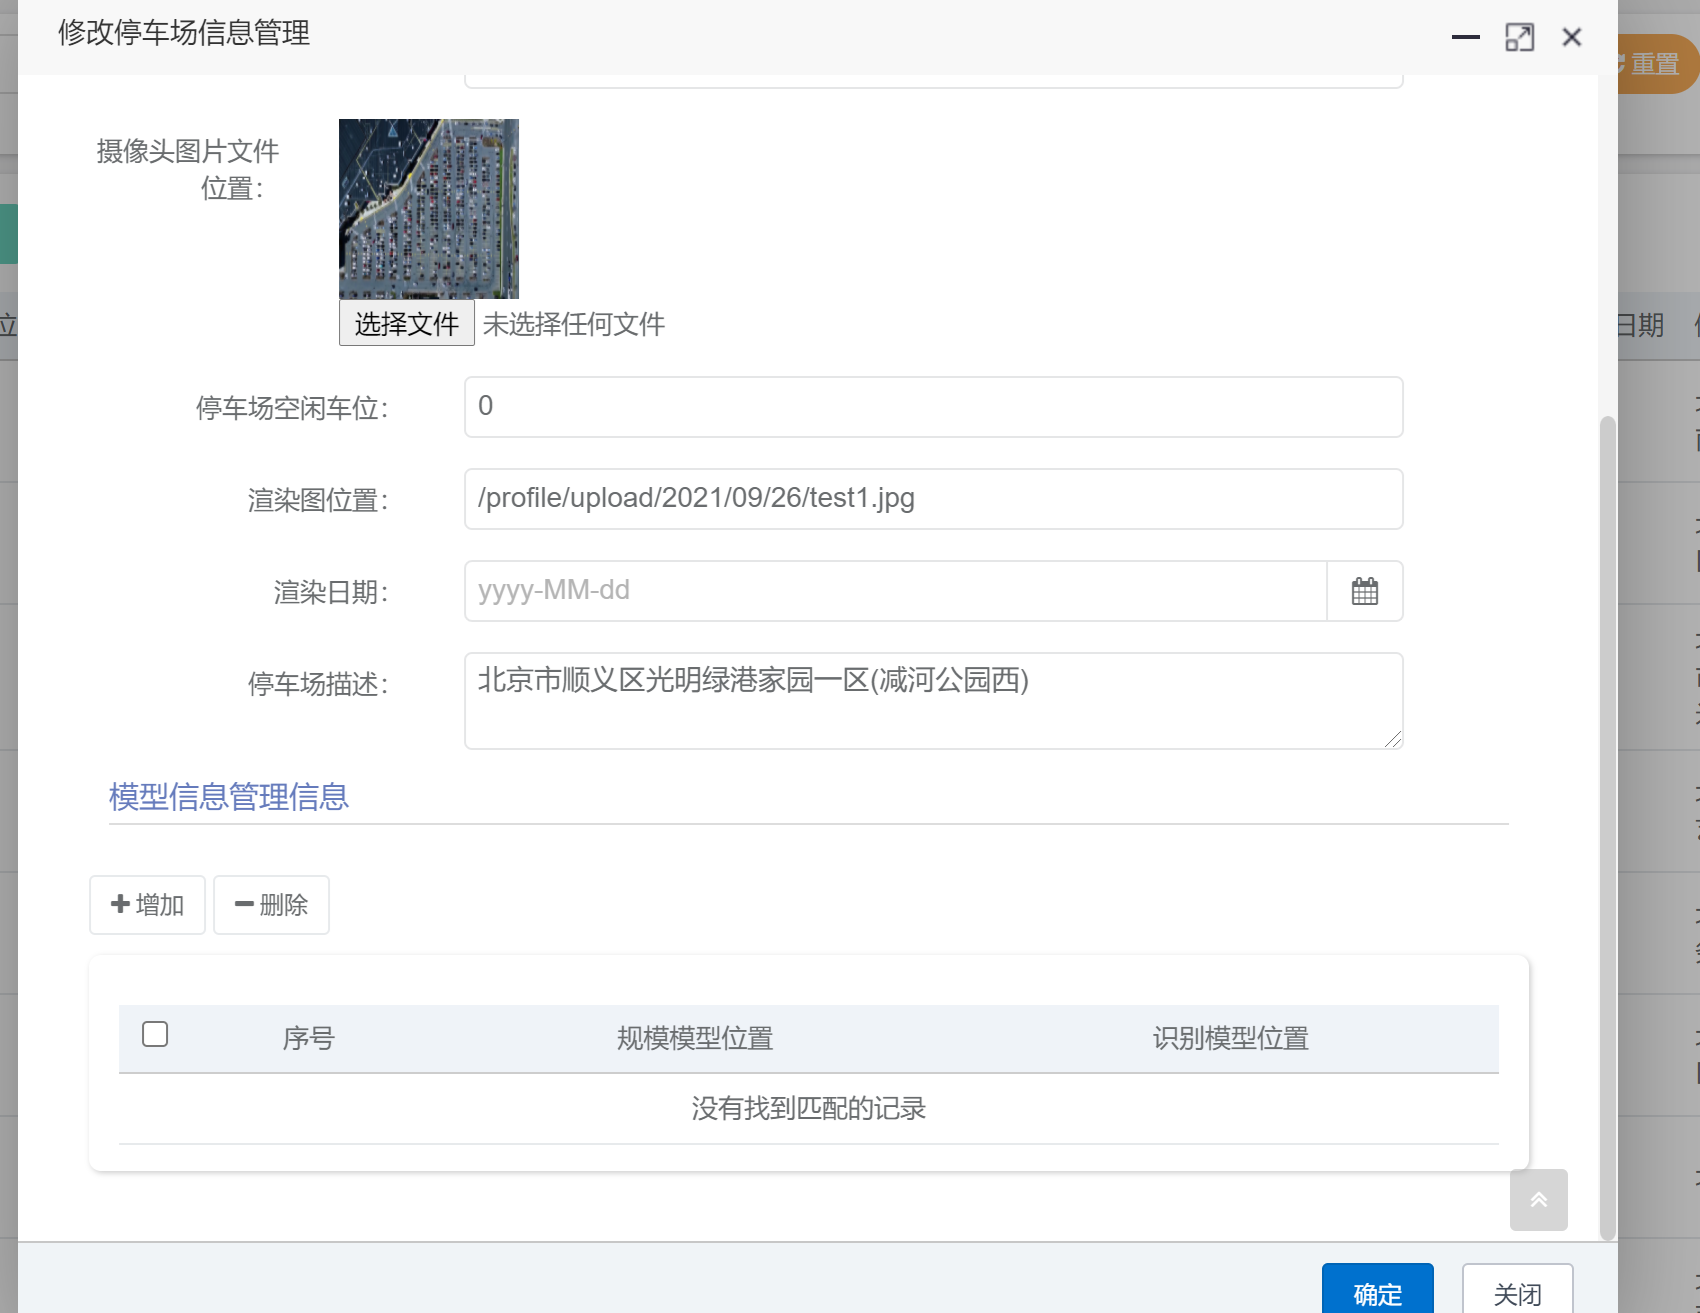 修改停车场信息管理
重置
摄像头图片文件
位置：
选择文件 未选择任何文件
位
日期
停车场空闲车位： 0
渲染图位置： /profile/upload/2021/09/26/test1.jpg
渲染日期： yyyy-MM-dd
停车场描述： 北京市顺义区光明绿港家园一区(减河公园西)
模型信息管理信息
增加 删除
序号 规模模型位置 识别模型位置
没有找到匹配的记录
确定 关闭